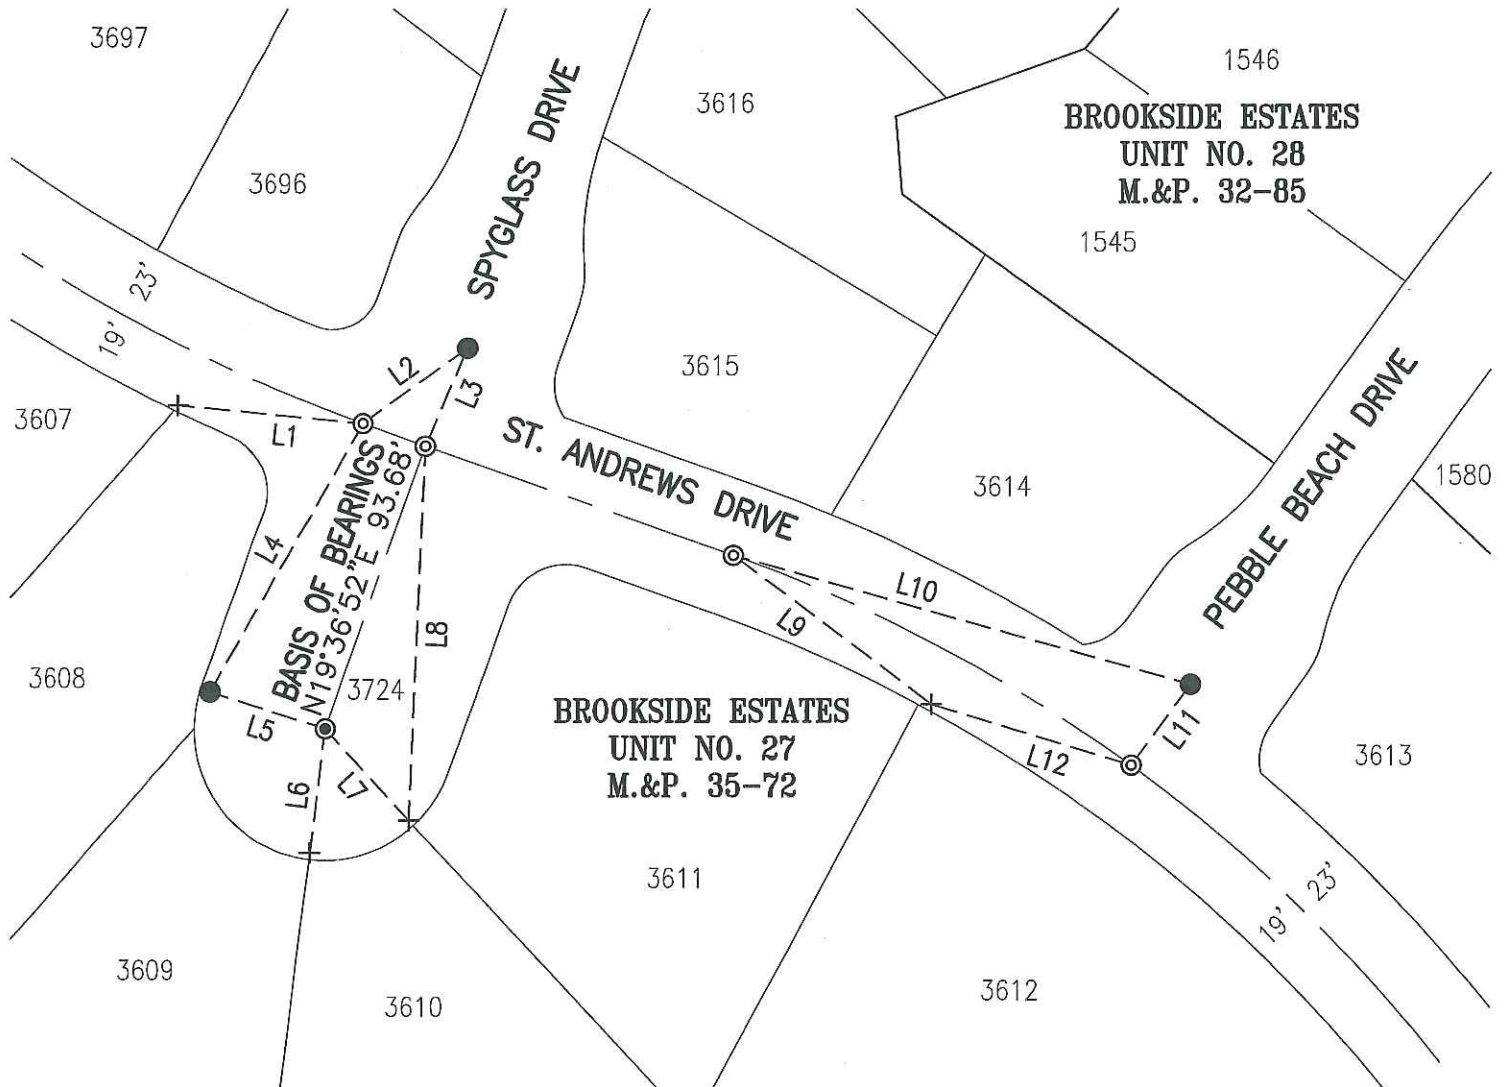 3697
1546
3616
BROOKSIDE ESTATES
UNIT NO. 28
M.&P. 32-85
SPYGLASS DRIVE
3696
1545
23'
19'
L2
L3
3615
PEBBLE BEACH DRIVE
3607
L1
ST. ANDREWS DRIVE
3614
1580
BASIS OF BEARINGS
N19°36'52"E 93.68'
L4
L8
L10
L9
3608
3724
L5
BROOKSIDE ESTATES
UNIT NO. 27
M.&P. 35-72
L11
L12
3613
L6
L7
3611
19' 23'
3609
3610
3612